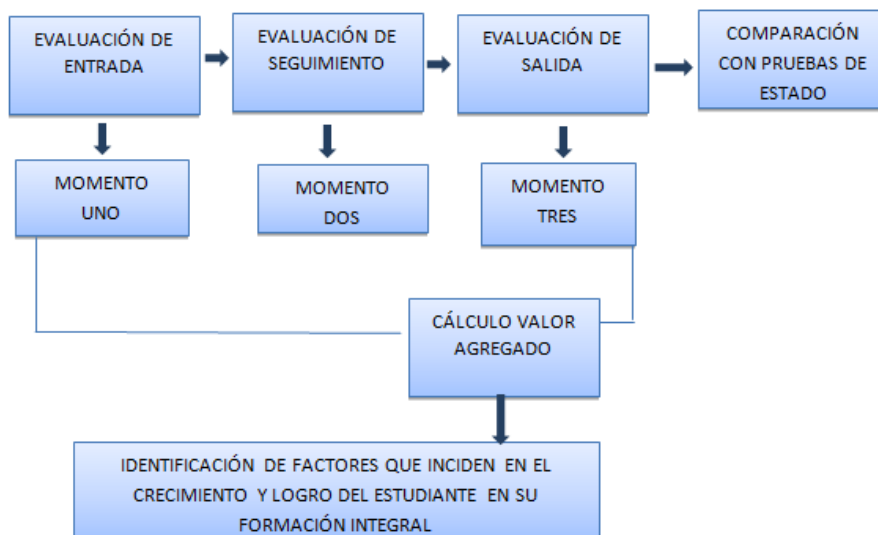 EVALUACIÓN DE
ENTRADA
EVALUACIÓN DE
SEGUIMIENTO
EVALUACIÓN DE
SALIDA
COMPARACIÓN
CON PRUEBAS DE
ESTADO
MOMENTO
UNO
MOMENTO
DOS
MOMENTO
TRES
CÁLCULO VALOR
AGREGADO
IDENTIFICACIÓN DE FACTORES QUE INCIDEN EN EL
CRECIMIENTO Y LOGRO DEL ESTUDIANTE EN SU
FORMACIÓN INTEGRAL